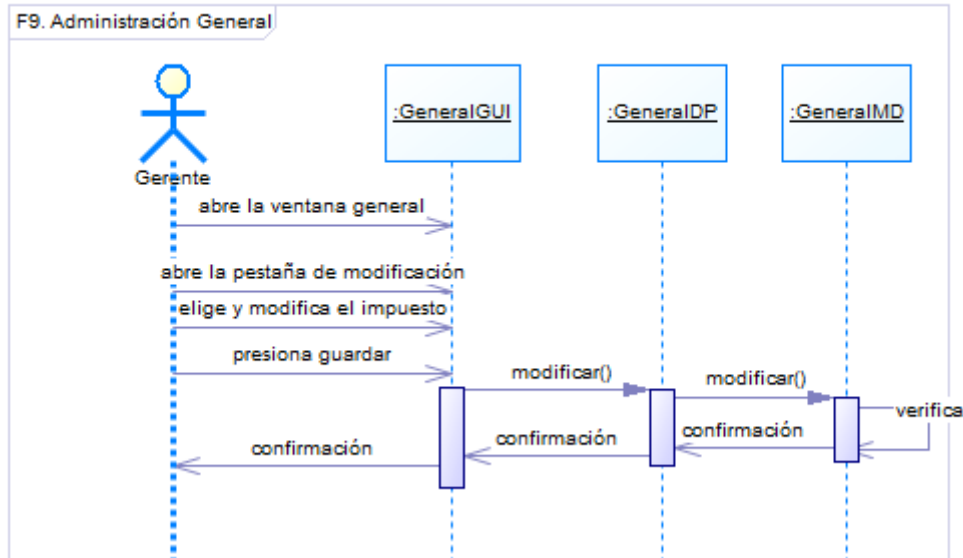 F9. Administración General
:GeneralGUI
:GeneralDP
:GeneralMD
Gerente
abre la ventana general
abre la pestaña de modificación
elige y modifica el impuesto
presiona guardar
modificar()
modificar()
verifica
confirmación
confirmación
confirmación